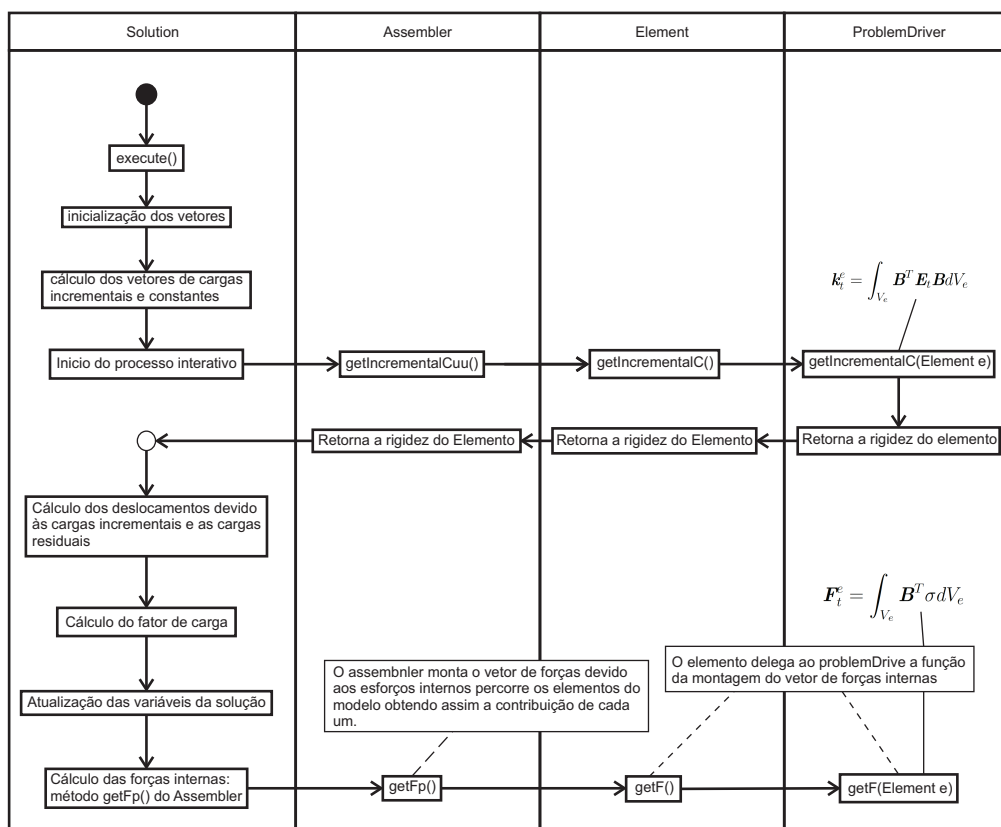 Solution
Assembler
Element
ProblemDriver
execute()
inicialização dos vetores
cálculo dos vetores de cargas
incrementais e constantes
k_t^e = ∫_{V_e} B^T E_t B dV_e
Inicio do processo interativo
getIncrementalCuu()
getIncrementalC()
getIncrementalC(Element e)
Retorna a rigidez do Elemento
Retorna a rigidez do Elemento
Retorna a rigidez do elemento
Cálculo dos deslocamentos devido
às cargas incrementais e as cargas
residuais
Cálculo do fator de carga
F_t^e = ∫_{V_e} B^T σ dV_e
O assembnler monta o vetor de forças devido
aos esforços internos percorre os elementos do
modelo obtendo assim a contribuição de cada
um.
O elemento delega ao problemDrive a função
da montagem do vetor de forças internas
Atualização das variáveis da solução
Cálculo das forças internas:
método getFp() do Assembler
getFp()
getF()
getF(Element e)